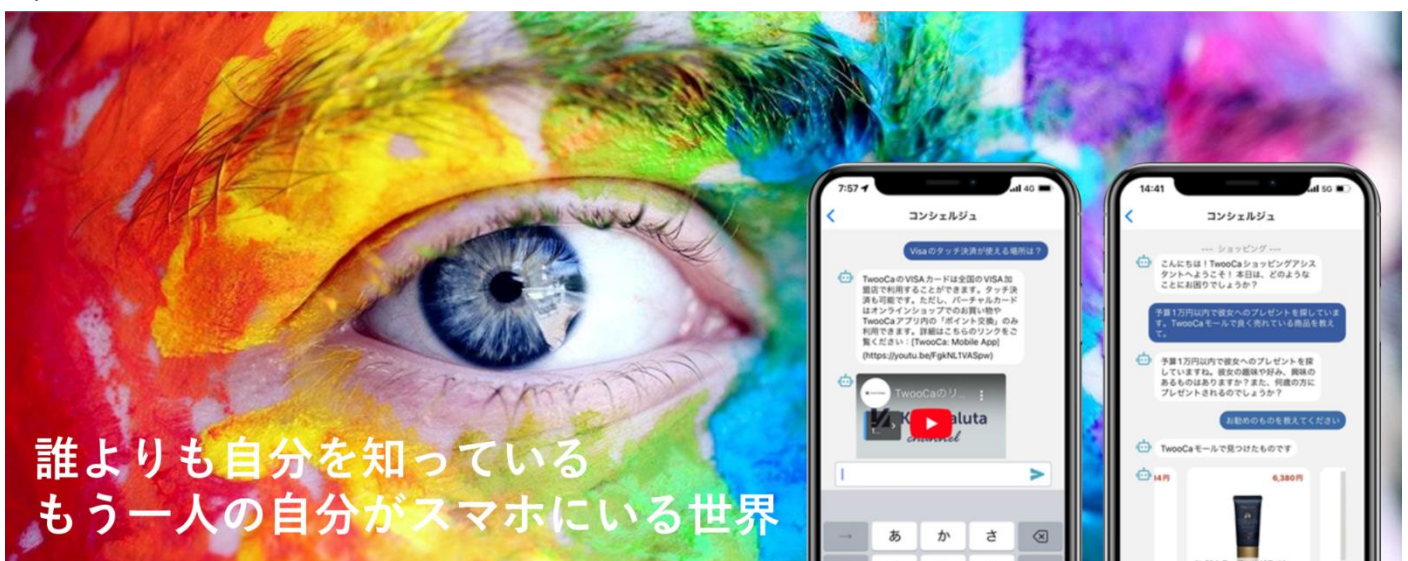 誰よりも自分を知っている
もう一人の自分がスマホにいる世界
7:57
4G
コンシェルジュ
Visaのタッチ決済が使える場所は？
TwooCaのVISAカードは全国のVISA加
盟店で利用することができます。タッチ決
済も可能です。ただし、バーチャルカード
はオンラインショップでのお買い物や
TwooCaアプリ内の「ポイント交換」のみ
利用できます。詳細はこちらのリンクをご
覧ください：[TwooCa: Mobile App]
(https://youtu.be/FgkNL1VASpw)
TwooCaのリ...
aluta
channel
あ
か
さ
14:41
5G
コンシェルジュ
--- ショッピング ---
こんにちは！TwooCaショッピングアシス
タントへようこそ！本日は、どのような
ことにお困りでしょうか？
予算1万円以内で彼女へのプレゼントを探していま
す。TwooCaモールで良く売れている商品を教え
て。
予算1万円以内で彼女へのプレゼントを探
していますね。彼女の趣味や好み、興味の
あるものはありますか？また、何歳の方に
プレゼントされるのでしょうか？
お勧めのものを教えてください
TwooCaモールで見つけたものです
14円
6,380円